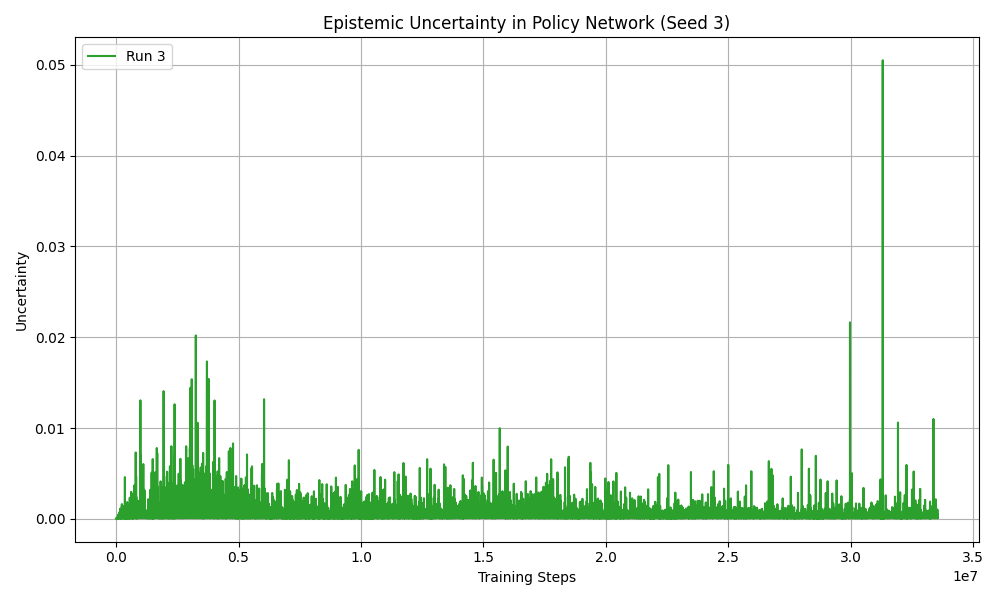 Epistemic Uncertainty in Policy Network (Seed 3)
Run 3
Uncertainty
0.05
0.04
0.03
0.02
0.01
0.00
0.0 0.5 1.0 1.5 2.0 2.5 3.0 3.5
1e7
Training Steps